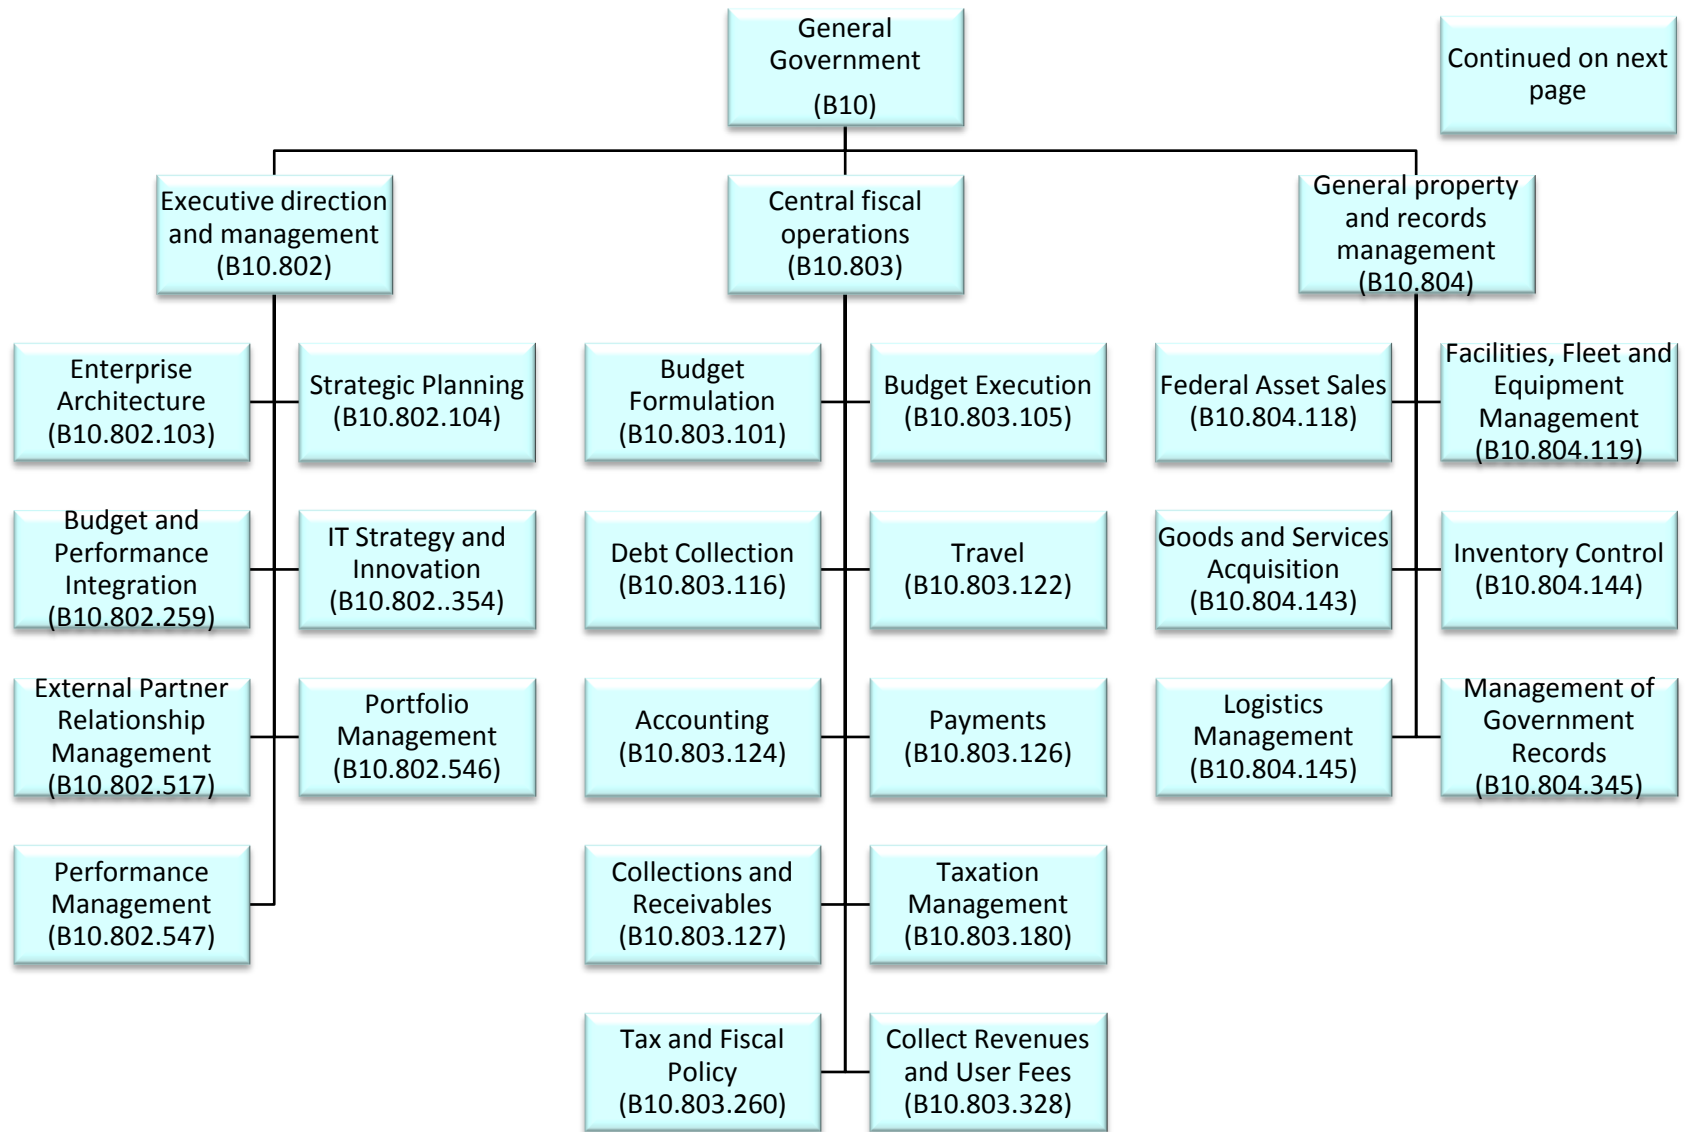 General
Government
(B10)
Continued on next
page
Executive direction
and management
(B10.802)
Central fiscal
operations
(B10.803)
General property
and records
management
(B10.804)
Enterprise
Architecture
(B10.802.103)
Strategic Planning
(B10.802.104)
Budget
Formulation
(B10.803.101)
Budget Execution
(B10.803.105)
Federal Asset Sales
(B10.804.118)
Facilities, Fleet and
Equipment
Management
(B10.804.119)
Budget and
Performance
Integration
(B10.802.259)
IT Strategy and
Innovation
(B10.802..354)
Debt Collection
(B10.803.116)
Travel
(B10.803.122)
Goods and Services
Acquisition
(B10.804.143)
Inventory Control
(B10.804.144)
External Partner
Relationship
Management
(B10.802.517)
Portfolio
Management
(B10.802.546)
Accounting
(B10.803.124)
Payments
(B10.803.126)
Logistics
Management
(B10.804.145)
Management of
Government
Records
(B10.804.345)
Performance
Management
(B10.802.547)
Collections and
Receivables
(B10.803.127)
Taxation
Management
(B10.803.180)
Tax and Fiscal
Policy
(B10.803.260)
Collect Revenues
and User Fees
(B10.803.328)